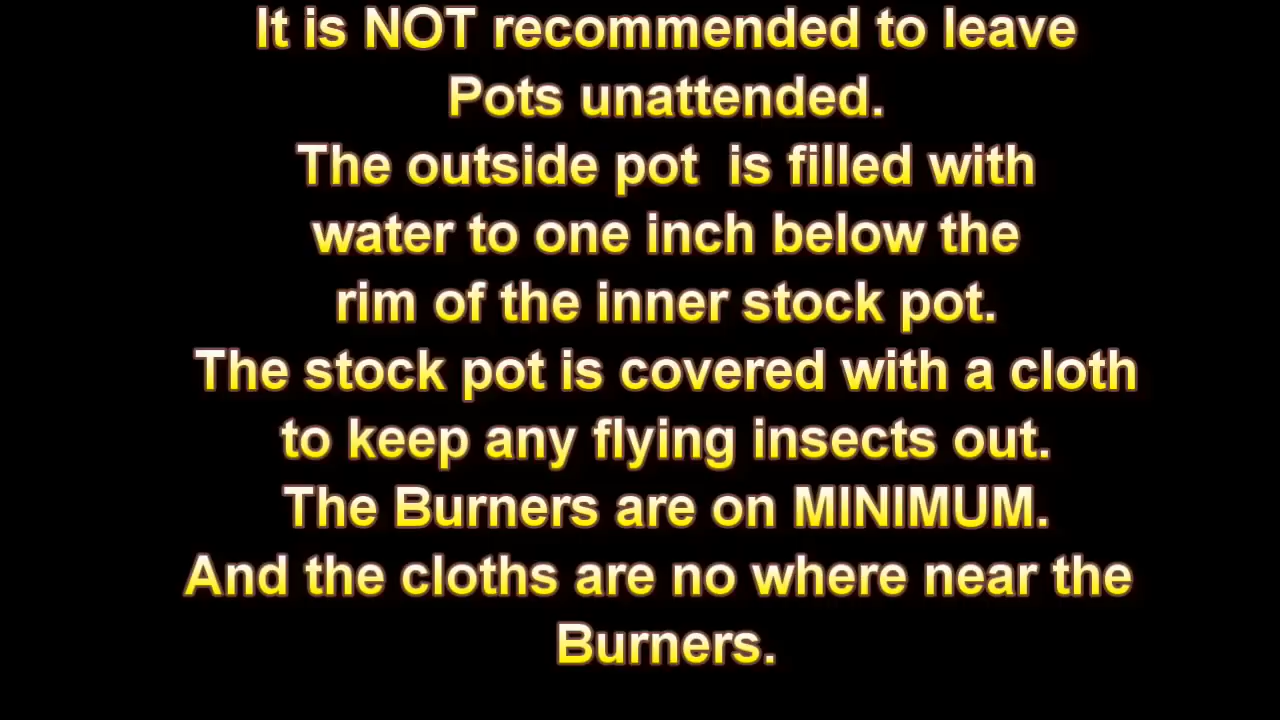 It is NOT recommended to leave
Pots unattended.
The outside pot  is filled with
water to one inch below the
rim of the inner stock pot.
The stock pot is covered with a cloth
to keep any flying insects out.
The Burners are on MINIMUM.
And the cloths are no where near the
Burners.